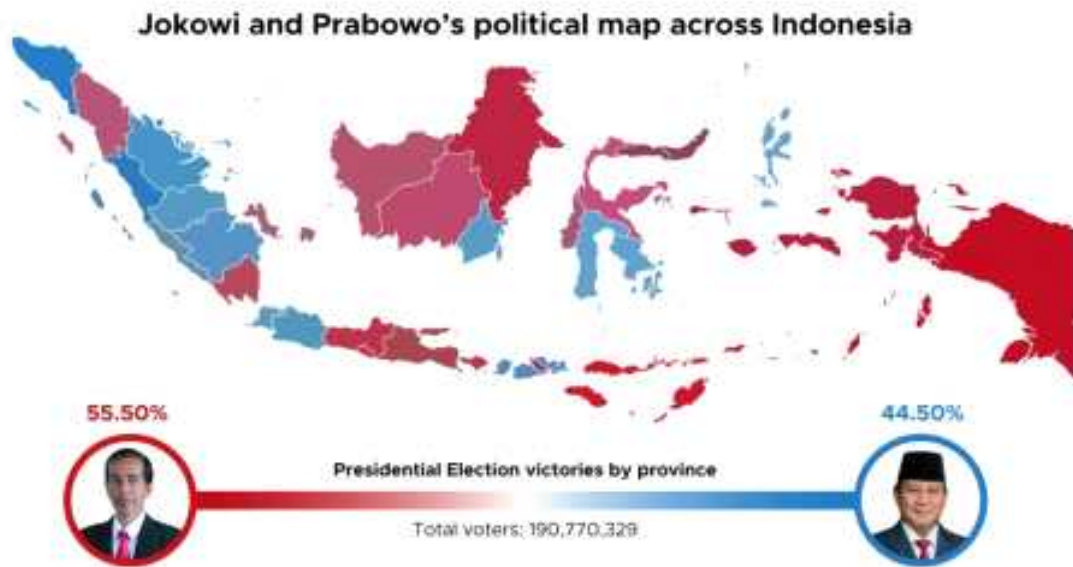 Jokowi and Prabowo's political map across Indonesia
55.50%
44.50%
Presidential Election victories by province
Total voters: 190,770,329